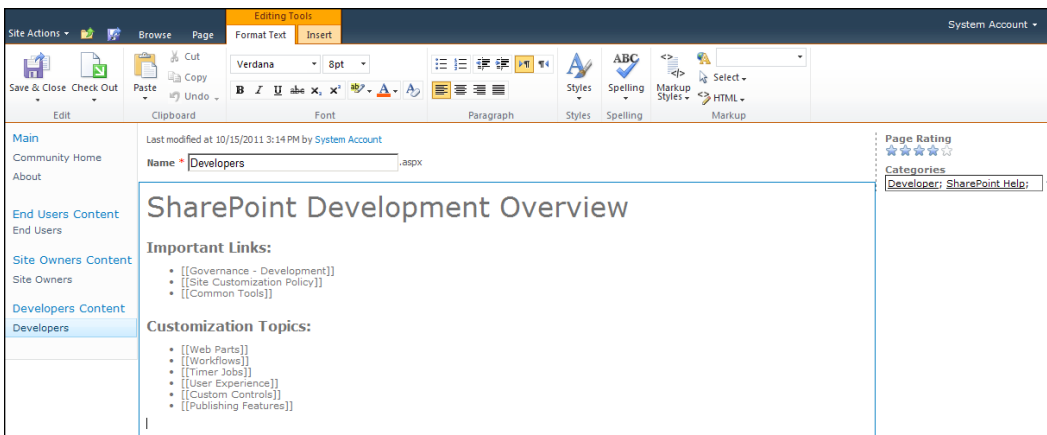 Editing Tools
Site Actions Browse Page Format Text Insert System Account
Save & Close Check Out Paste Cut Copy Undo
Verdana 8pt
B I U abc X₂ X² A
Styles ABC Spelling Markup Styles Select HTML
Edit Clipboard Font Paragraph Styles Spelling Markup
Main
Community Home
About
End Users Content
End Users
Site Owners Content
Site Owners
Developers Content
Developers
Last modified at 10/15/2011 3:14 PM by System Account
Name * Developers .aspx
SharePoint Development Overview
Important Links:
• [[Governance - Development]]
• [[Site Customization Policy]]
• [[Common Tools]]
Customization Topics:
• [[Web Parts]]
• [[Workflows]]
• [[Timer Jobs]]
• [[User Experience]]
• [[Custom Controls]]
• [[Publishing Features]]
Page Rating
Categories
Developer; SharePoint Help;